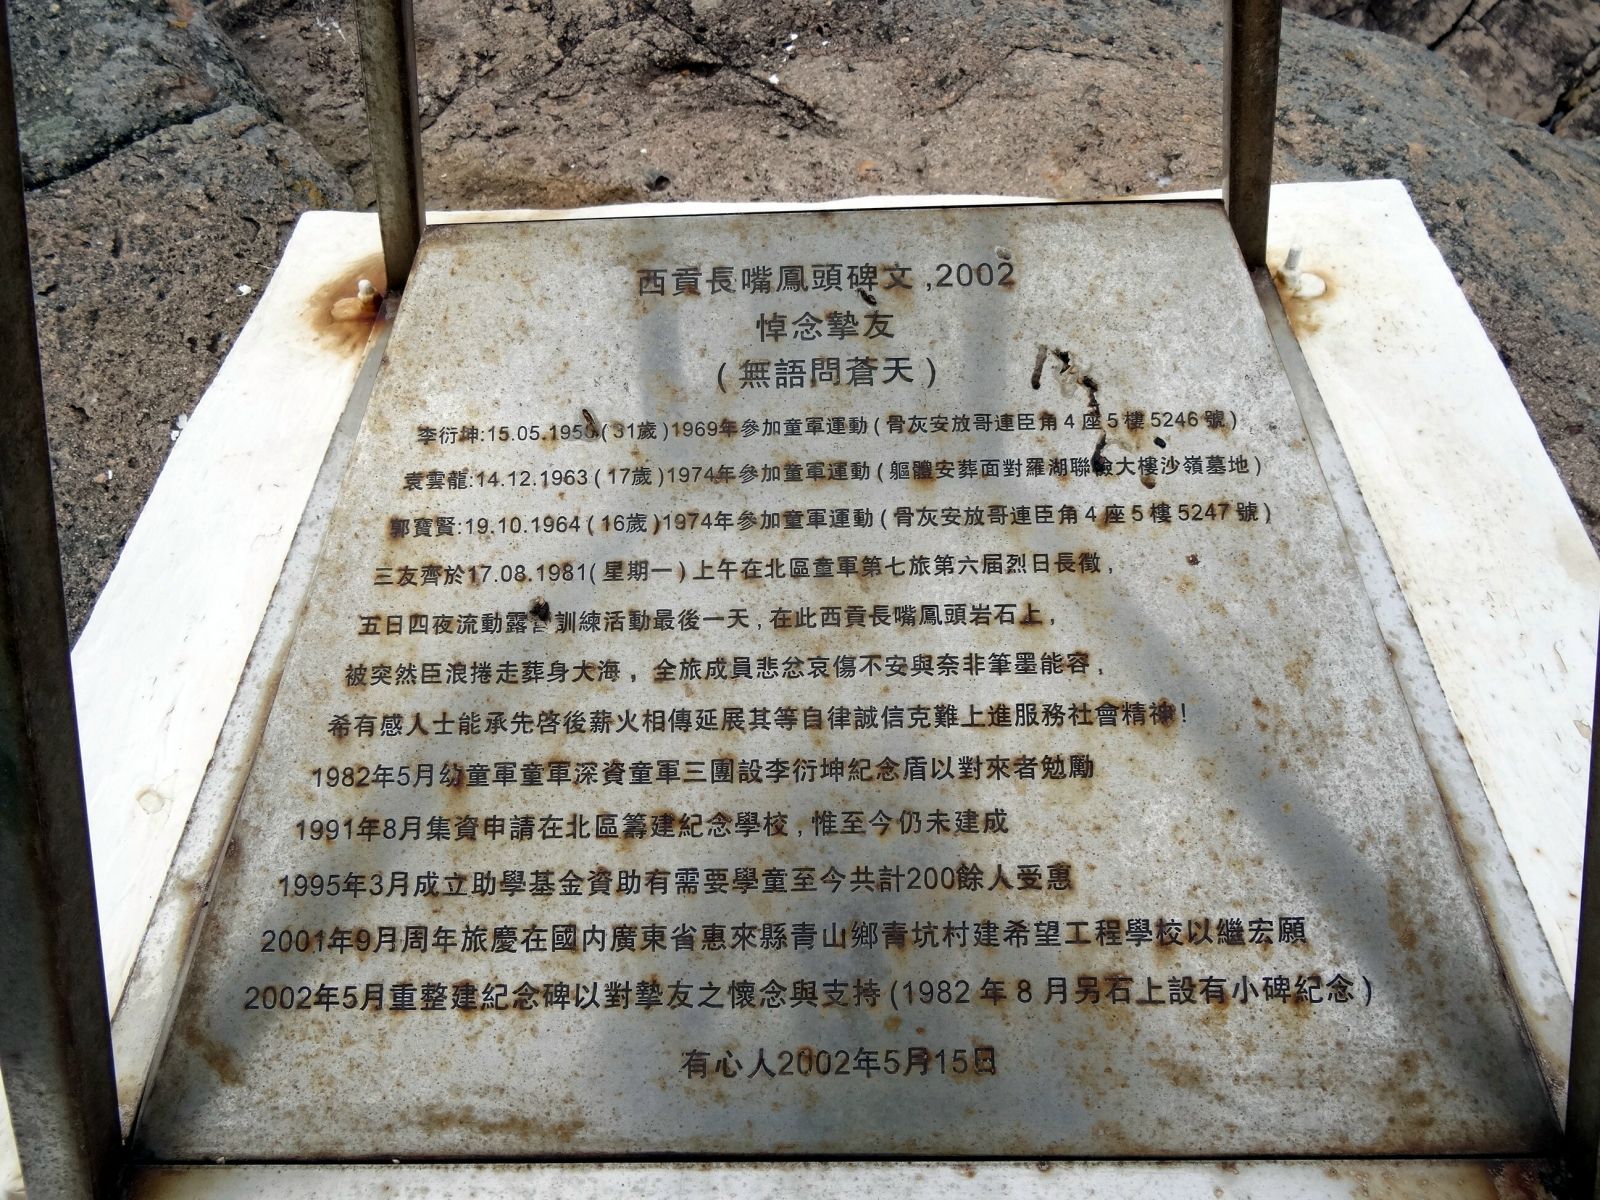 西貢長嘴鳳頭碑文,2002
悼念摯友
(無語問蒼天)
李衍坤:15.05.1950(31歲)1969年參加童軍運動(骨灰安放哥連臣角4座5樓5246號)
袁雲龍:14.12.1963(17歲)1974年參加童軍運動(軀體安葬面對羅湖聯檢大樓沙嶺墓地)
郭寶賢:19.10.1964(16歲)1974年參加童軍運動(骨灰安放哥連臣角4座5樓5247號)
三友齊於17.08.1981(星期一)上午在北區童軍第七旅第六届烈日長徵,
五日四夜流動露營訓練活動最後一天,在此西貢長嘴鳳頭岩石上,
被突然臣浪捲走葬身大海,全旅成員悲忿哀傷不安與奈非筆墨能容,
希有感人士能承先啓後薪火相傳延展其等自律誠信克難上進服務社會精神!
1982年5月幼童軍童軍深資童軍三團設李衍坤紀念盾以對來者勉勵
1991年8月集資申請在北區籌建紀念學校,惟至今仍未建成
1995年3月成立助學基金資助有需要學童至今共計200餘人受惠
2001年9月周年旅慶在國内廣東省惠來縣青山鄉青坑村建希望工程學校以繼宏願
2002年5月重整建紀念碑以對摯友之懷念與支持(1982年8月另石上設有小碑紀念)
有心人2002年5月15日